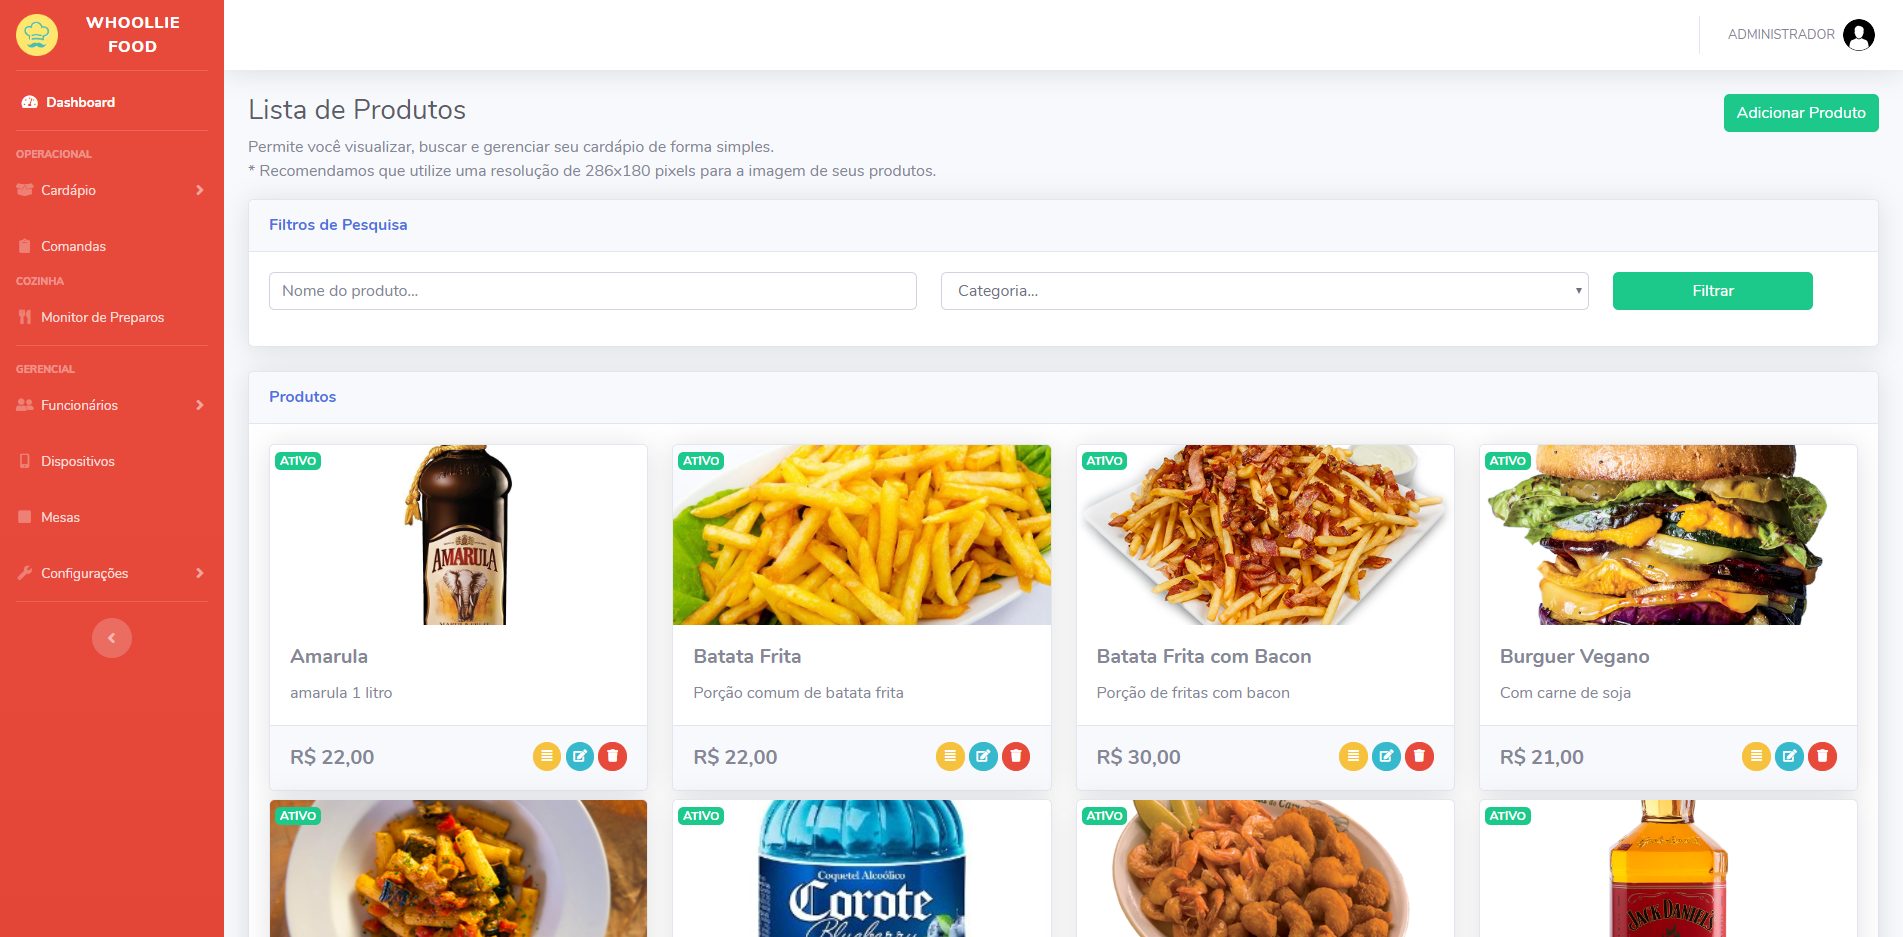 WHOOLLIE
FOOD
Dashboard
OPERACIONAL
Cardápio
Comandas
COZINHA
Monitor de Preparos
GERENCIAL
Funcionários
Dispositivos
Mesas
Configurações
ADMINISTRADOR
Lista de Produtos
Adicionar Produto
Permite você visualizar, buscar e gerenciar seu cardápio de forma simples.
* Recomendamos que utilize uma resolução de 286x180 pixels para a imagem de seus produtos.
Filtros de Pesquisa
Nome do produto...
Categoria...
Filtrar
Produtos
ATIVO
AMARULA
Amarula
amarula 1 litro
R$ 22,00
ATIVO
Batata Frita
Porção comum de batata frita
R$ 22,00
ATIVO
Batata Frita com Bacon
Porção de fritas com bacon
R$ 30,00
ATIVO
Burguer Vegano
Com carne de soja
R$ 21,00
ATIVO
ATIVO
Coquetel Alcoólico
Corote
Blueberry
ATIVO
ATIVO
JACK DANIEL'S